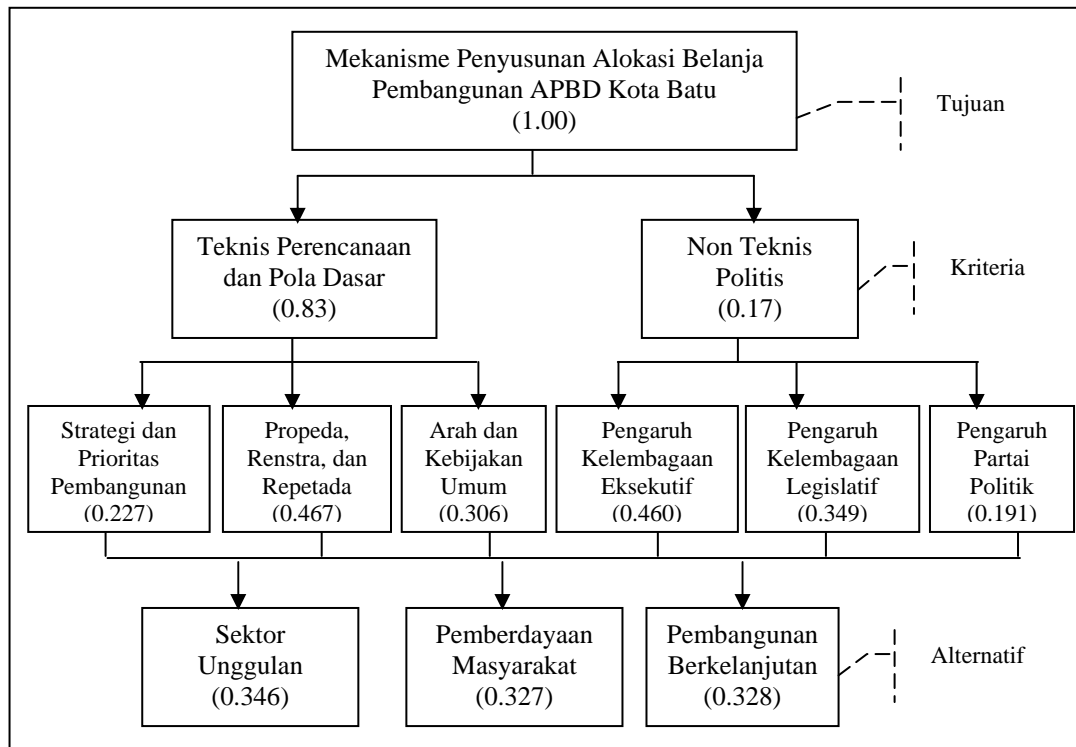 Mekanisme Penyusunan Alokasi Belanja
Pembangunan APBD Kota Batu
(1.00)
Tujuan
Teknis Perencanaan
dan Pola Dasar
(0.83)
Non Teknis
Politis
(0.17)
Kriteria
Strategi dan
Prioritas
Pembangunan
(0.227)
Propeda,
Renstra, dan
Repetada
(0.467)
Arah dan
Kebijakan
Umum
(0.306)
Pengaruh
Kelembagaan
Eksekutif
(0.460)
Pengaruh
Kelembagaan
Legislatif
(0.349)
Pengaruh
Partai
Politik
(0.191)
Sektor
Unggulan
(0.346)
Pemberdayaan
Masyarakat
(0.327)
Pembangunan
Berkelanjutan
(0.328)
Alternatif